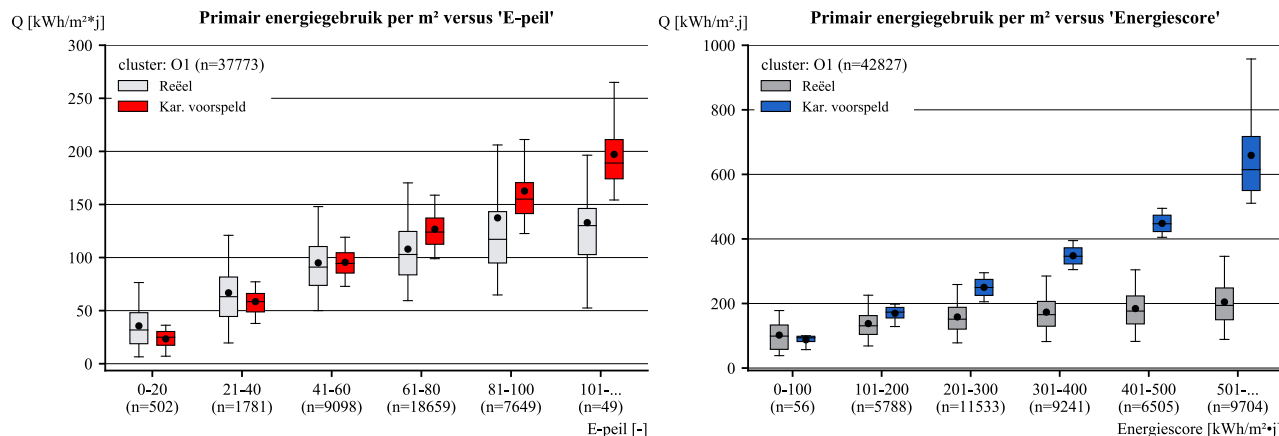 Primair energiegebruik per m² versus 'E-peil'
Q [kWh/m²*j]
300
250
200
150
100
50
0
cluster: O1 (n=37773)
Reëel
Kar. voorspeld
0-20 21-40 41-60 61-80 81-100 101-...
(n=502) (n=1781) (n=9098) (n=18659) (n=7649) (n=49)
E-peil [-]
Primair energiegebruik per m² versus 'Energiescore'
Q [kWh/m².j]
1000
800
600
400
200
0
cluster: O1 (n=42827)
Reëel
Kar. voorspeld
0-100 101-200 201-300 301-400 401-500 501-...
(n=56) (n=5788) (n=11533) (n=9241) (n=6505) (n=9704)
Energiescore [kWh/m²•j]